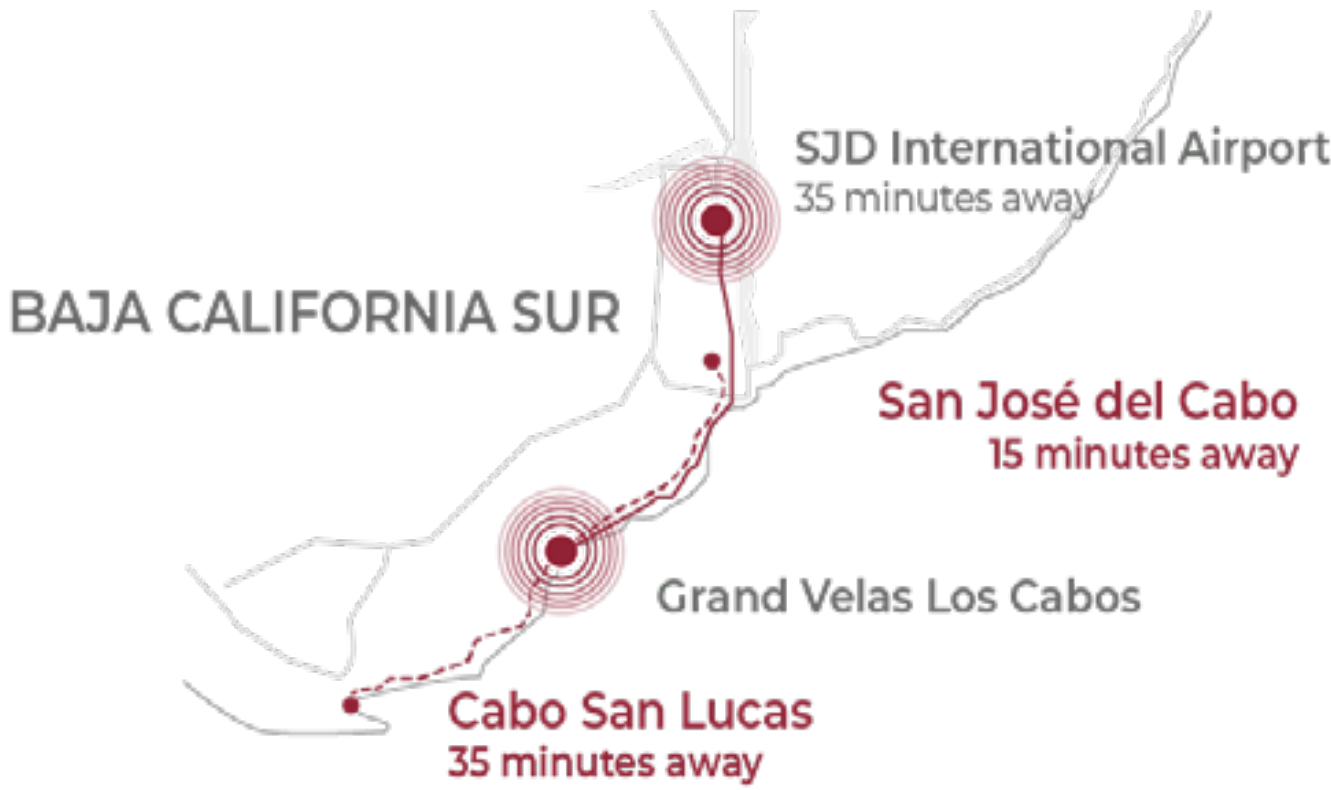 SJD International Airport
35 minutes away
BAJA CALIFORNIA SUR
San José del Cabo
15 minutes away
Grand Velas Los Cabos
Cabo San Lucas
35 minutes away